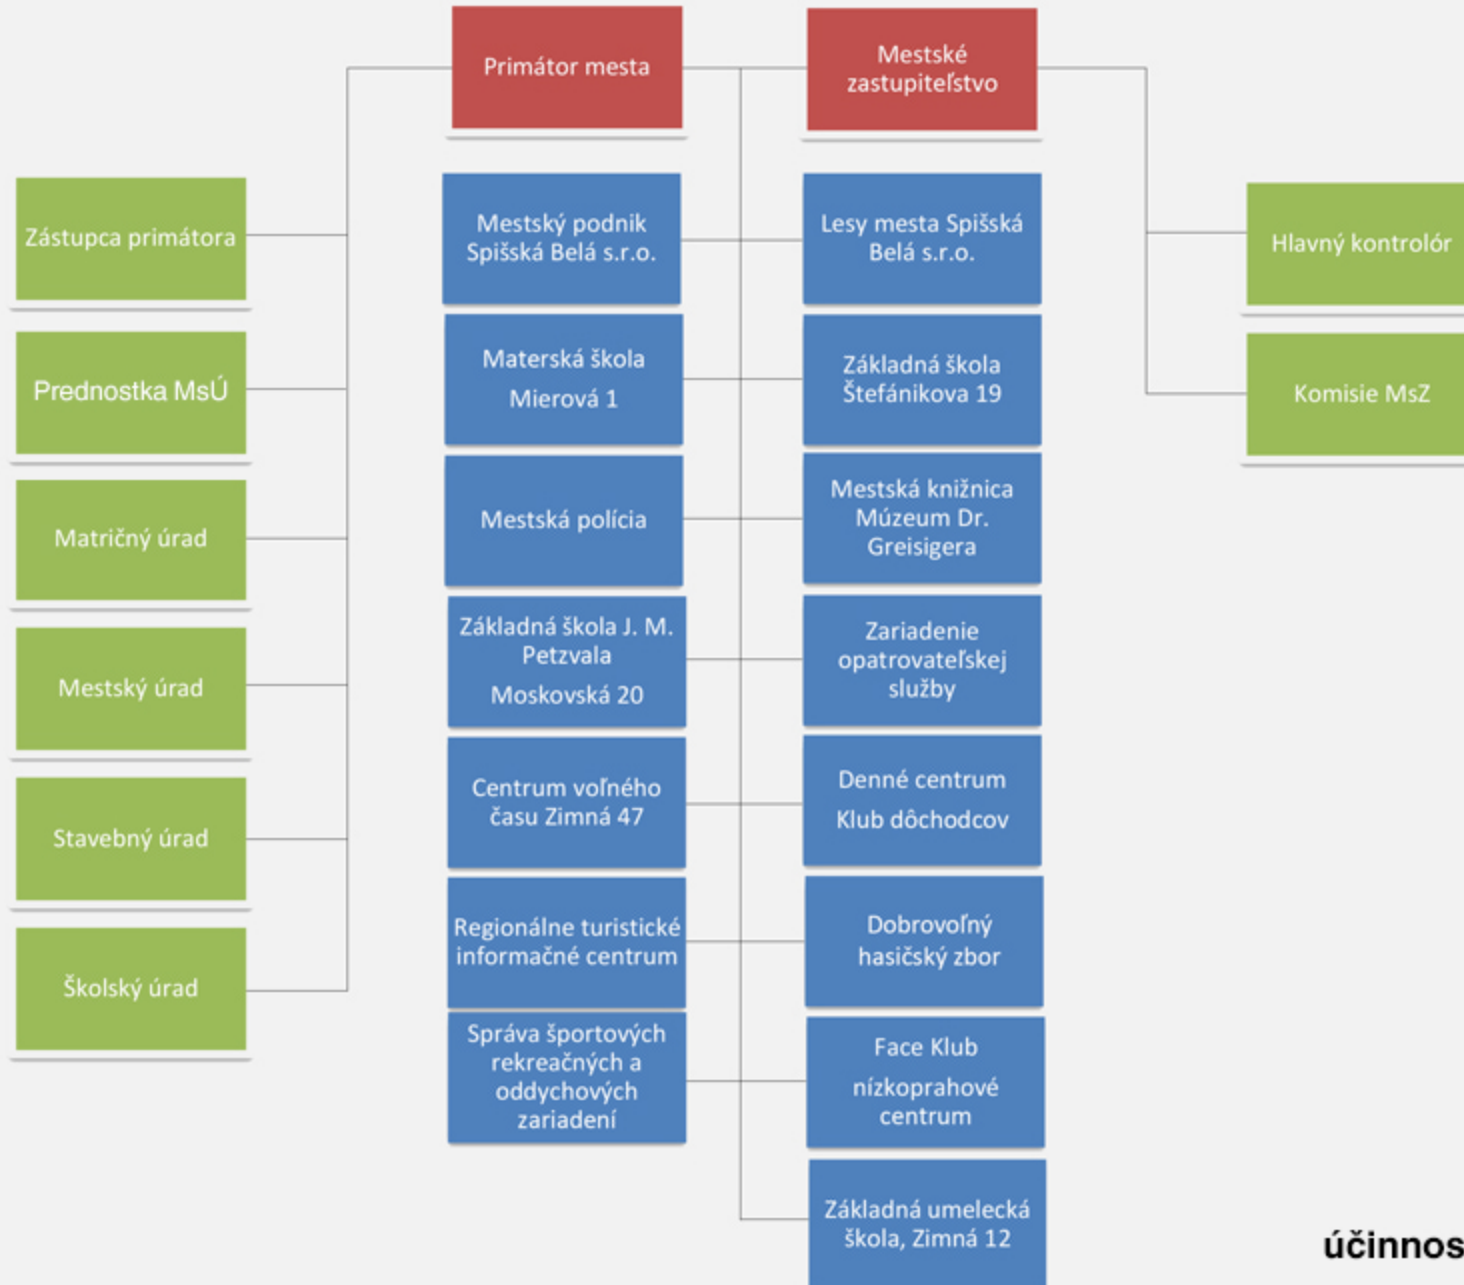 Primátor mesta
Mestské
zastupiteľstvo
Zástupca primátora
Prednostka MsÚ
Matričný úrad
Mestský úrad
Stavebný úrad
Školský úrad
Mestský podnik
Spišská Belá s.r.o.
Materská škola
Mierová 1
Mestská polícia
Základná škola J. M.
Petzvala
Moskovská 20
Centrum voľného
času Zimná 47
Regionálne turistické
informačné centrum
Správa športových
rekreačných a
oddychových
zariadení
Lesy mesta Spišská
Belá s.r.o.
Základná škola
Štefánikova 19
Mestská knižnica
Múzeum Dr.
Greisigera
Zariadenie
opatrovateľskej
služby
Denné centrum
Klub dôchodcov
Dobrovoľný
hasičský zbor
Face Klub
nízkoprahové
centrum
Základná umelecká
škola, Zimná 12
Hlavný kontrolór
Komisie MsZ
účinnos